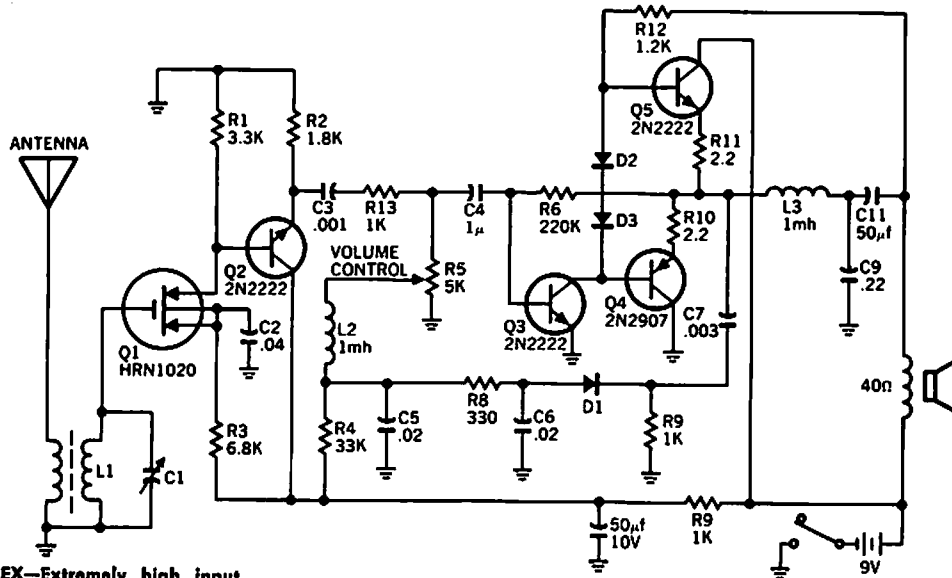 R12
1.2K
ANTENNA
R1
3.3K
R2
1.8K
Q5
2N2222
R11
2.2
D2
C3
.001
R13
1K
C4
1µ
R6
220K
D3
R10
2.2
L3
1mh
C11
50µf
Q2
2N2222
VOLUME
CONTROL
R5
5K
C9
.22
Q1
HRN1020
C2
.04
L2
1mh
Q3
2N2222
Q4
2N2907
C7
.003
40Ω
L1
C1
R3
6.8K
R4
33K
C5
.02
R8
330
C6
.02
D1
R9
1K
50µf
10V
R9
1K
9V
EX—Extremely high input